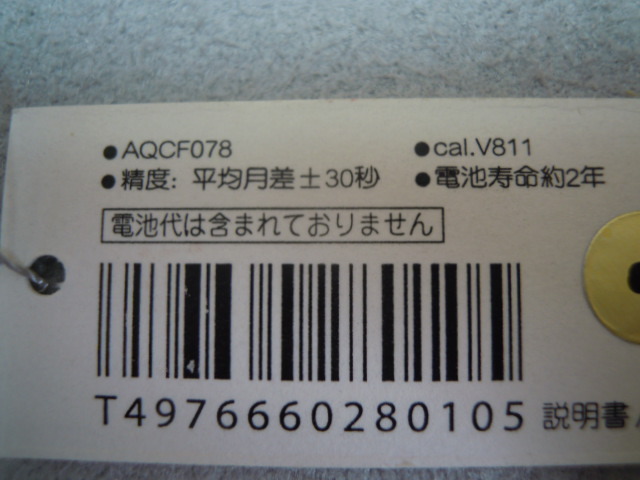 ●AQCF078 ●cal.V811
●精度: 平均月差±30秒 ●電池寿命約2年
電池代は含まれておりません
T4976660280105 説明書